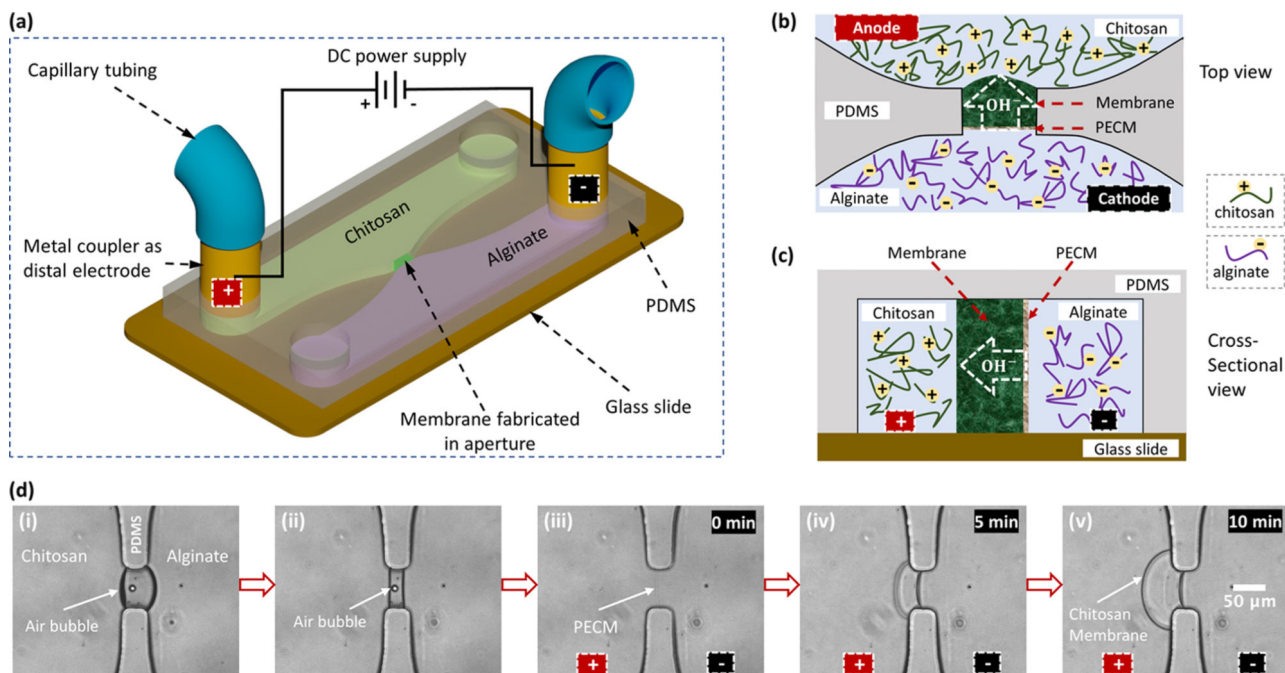 (a)
Capillary tubing
DC power supply
+
-
-
Chitosan
Alginate
Metal coupler as
distal electrode
+
PDMS
Glass slide
Membrane fabricated
in aperture
(b)
Anode
Chitosan
Top view
OH⁻
Membrane
PDMS
PECM
Alginate
Cathode
+
chitosan
-
alginate
(c)
Membrane
PECM
PDMS
Chitosan
Alginate
OH⁻
Cross-
Sectional
view
+
-
Glass slide
(d)
(i)
PDMS
Chitosan
Alginate
Air bubble
(ii)
Air bubble
(iii)
0 min
PECM
+
-
(iv)
5 min
+
-
(v)
10 min
50 μm
Chitosan
Membrane
+
-